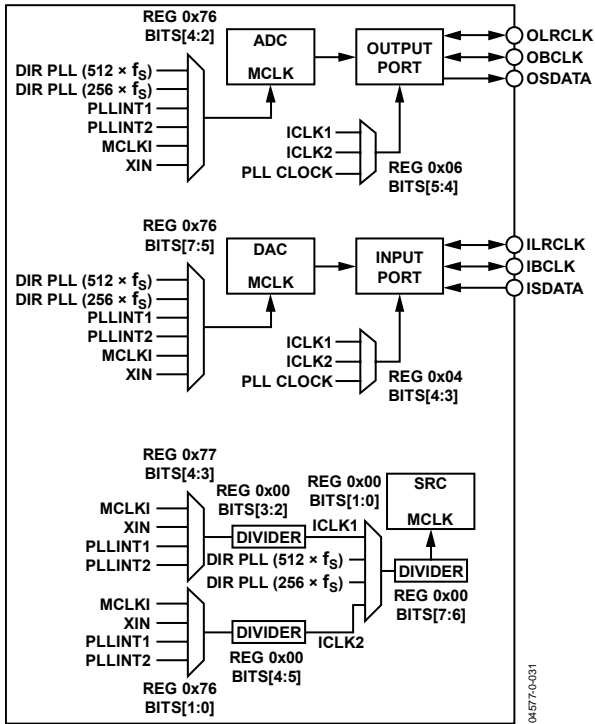 REG 0x76
BITS[4:2]
ADC
MCLK
OUTPUT
PORT
OLRCLK
OBCLK
OSDATA
DIR PLL (512 × fS)
DIR PLL (256 × fS)
PLLINT1
PLLINT2
MCLKI
XIN
ICLK1
ICLK2
PLL CLOCK
REG 0x06
BITS[5:4]
REG 0x76
BITS[7:5]
DAC
MCLK
INPUT
PORT
ILRCLK
IBCLK
ISDATA
DIR PLL (512 × fS)
DIR PLL (256 × fS)
PLLINT1
PLLINT2
MCLKI
XIN
ICLK1
ICLK2
PLL CLOCK
REG 0x04
BITS[4:3]
REG 0x77
BITS[4:3]
MCLKI
XIN
PLLINT1
PLLINT2
REG 0x00
BITS[3:2]
DIVIDER
ICLK1
REG 0x00
BITS[1:0]
SRC
MCLK
DIR PLL (512 × fS)
DIR PLL (256 × fS)
DIVIDER
REG 0x00
BITS[7:6]
MCLKI
XIN
PLLINT1
PLLINT2
DIVIDER
ICLK2
REG 0x00
BITS[4:5]
REG 0x76
BITS[1:0]
04577-0-031